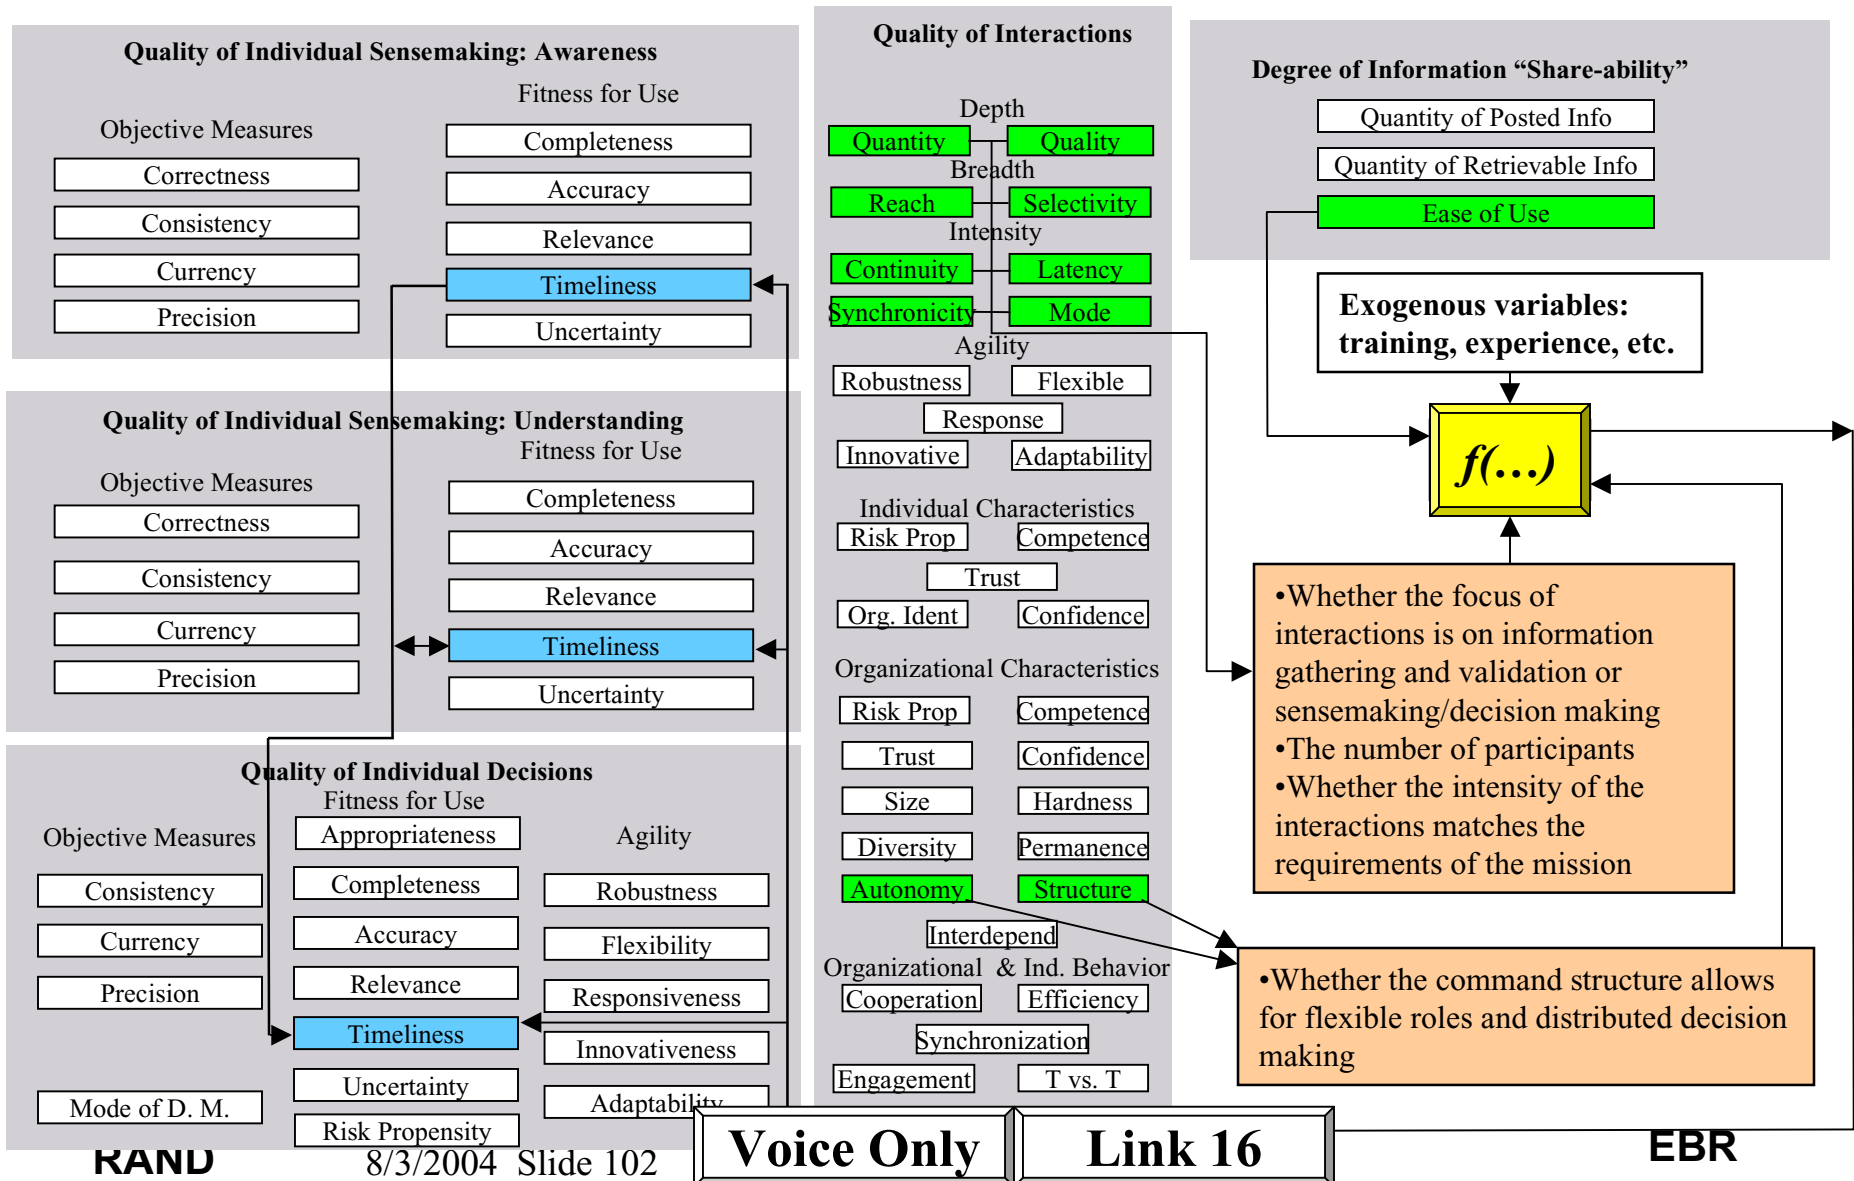 Quality of Individual Sensemaking: Awareness
Fitness for Use
Objective Measures
Completeness
Correctness
Accuracy
Consistency
Relevance
Currency
Timeliness
Precision
Uncertainty
Quality of Individual Sensemaking: Understanding
Fitness for Use
Objective Measures
Completeness
Correctness
Accuracy
Consistency
Relevance
Currency
Timeliness
Precision
Uncertainty
Quality of Individual Decisions
Fitness for Use
Objective Measures
Appropriateness
Agility
Consistency
Completeness
Robustness
Currency
Accuracy
Flexibility
Precision
Relevance
Responsiveness
Timeliness
Innovativeness
Mode of D. M.
Uncertainty
Adaptability
Risk Propensity
Quality of Interactions
Depth
Quantity
Quality
Breadth
Reach
Selectivity
Intensity
Continuity
Latency
Synchronicity
Mode
Agility
Robustness
Flexible
Response
Innovative
Adaptability
Individual Characteristics
Risk Prop
Competence
Trust
Org. Ident
Confidence
Organizational Characteristics
Risk Prop
Competence
Trust
Confidence
Size
Hardness
Diversity
Permanence
Autonomy
Structure
Interdepend
Organizational & Ind. Behavior
Cooperation
Efficiency
Synchronization
Engagement
T vs. T
Degree of Information “Share-ability”
Quantity of Posted Info
Quantity of Retrievable Info
Ease of Use
Exogenous variables:
training, experience, etc.
f(…)
•Whether the focus of
interactions is on information
gathering and validation or
sensemaking/decision making
•The number of participants
•Whether the intensity of the
interactions matches the
requirements of the mission
•Whether the command structure allows
for flexible roles and distributed decision
making
RAND
8/3/2004 Slide 102
Voice Only
Link 16
EBR